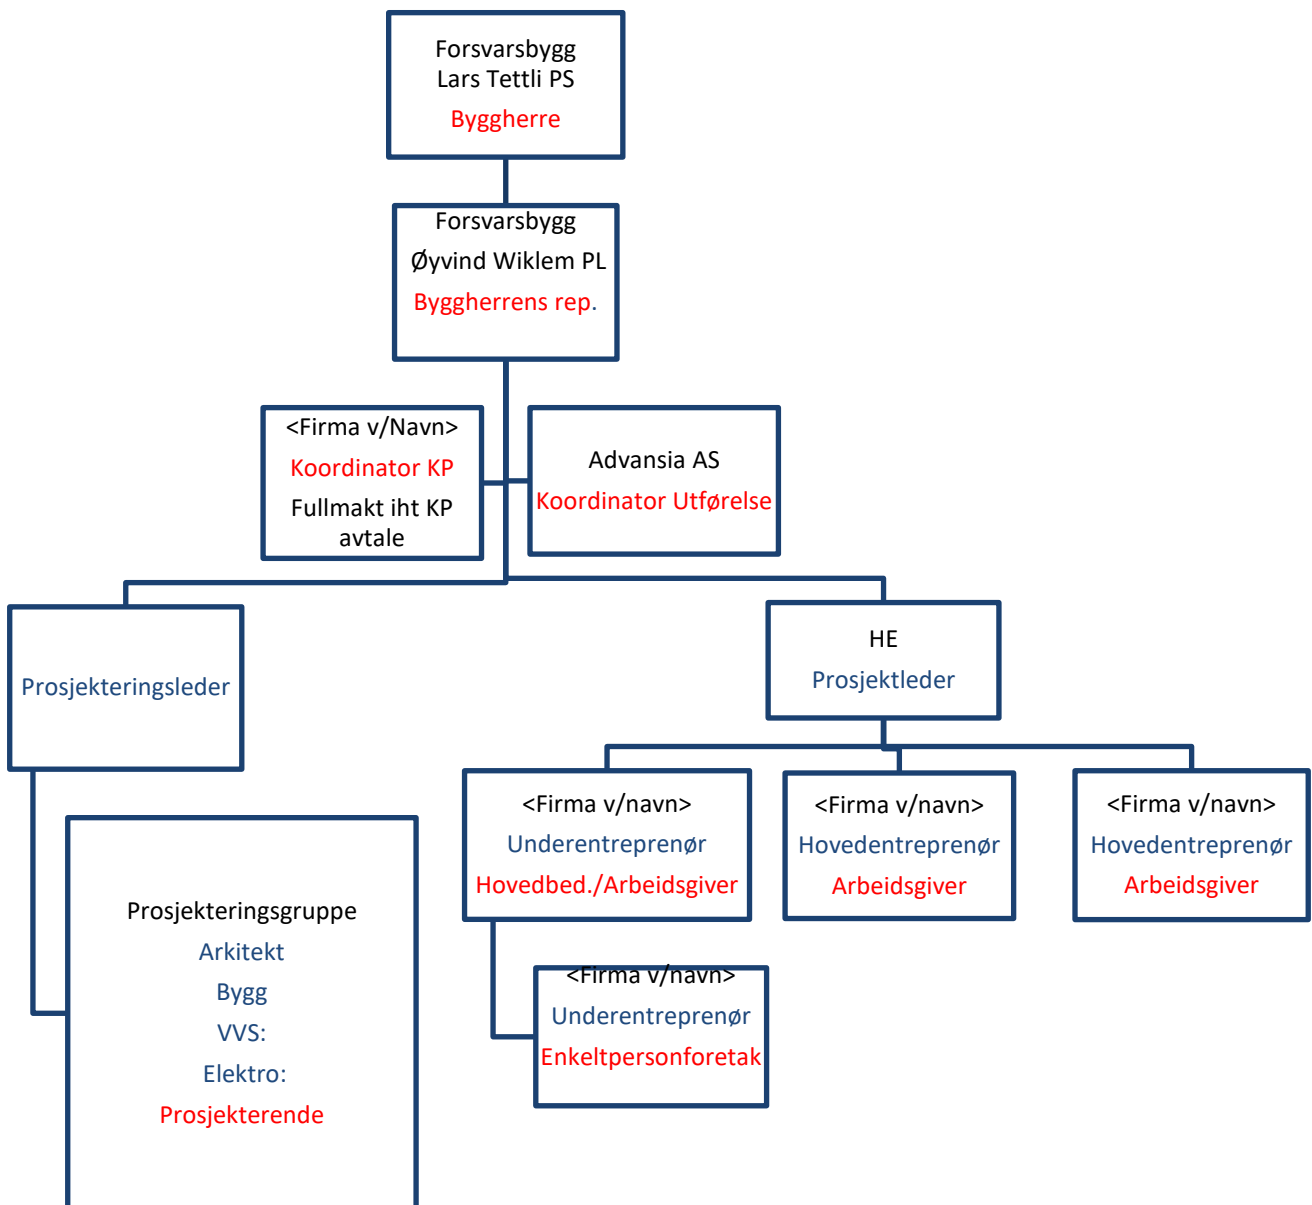 Forsvarsbygg
Lars Tettli PS
Byggherre
Forsvarsbygg
Øyvind Wiklem PL
Byggherrens rep.
<Firma v/Navn>
Koordinator KP
Fullmakt iht KP
avtale
Advansia AS
Koordinator Utførelse
Prosjekteringsleder
HE
Prosjektleder
Prosjekteringsgruppe
Arkitekt
Bygg
VVS:
Elektro:
Prosjekterende
<Firma v/navn>
Underentreprenør
Hovedbed./Arbeidsgiver
<Firma v/navn>
Hovedentreprenør
Arbeidsgiver
<Firma v/navn>
Hovedentreprenør
Arbeidsgiver
<Firma v/navn>
Underentreprenør
Enkeltpersonforetak